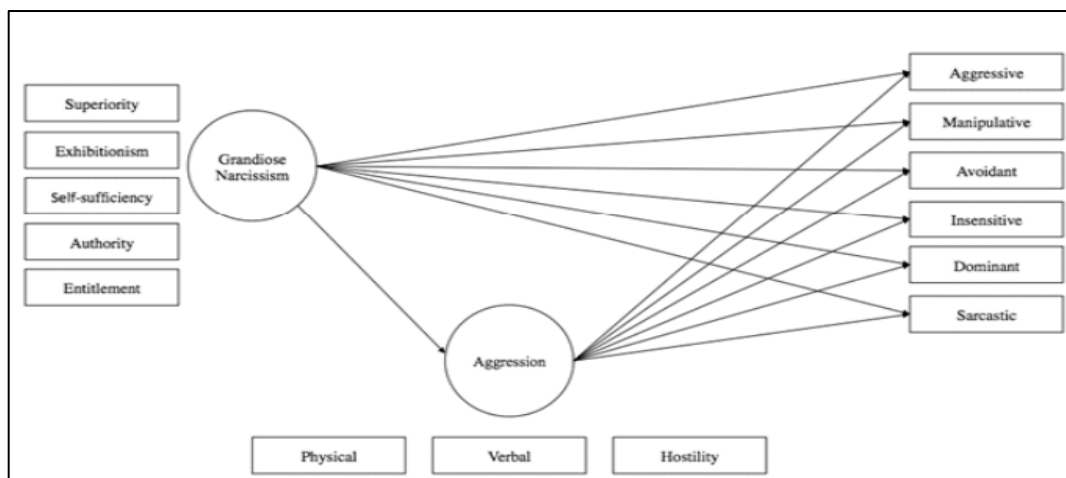 Superiority
Exhibitionism
Self-sufficiency
Authority
Entitlement
Grandiose
Narcissism
Aggression
Physical
Verbal
Hostility
Aggressive
Manipulative
Avoidant
Insensitive
Dominant
Sarcastic